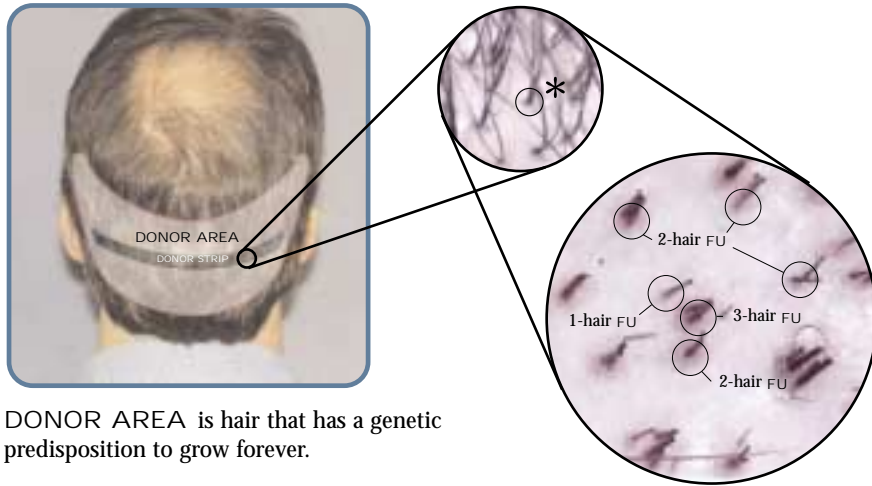 *
DONOR AREA
DONOR STRIP
2-hair FU
1-hair FU
3-hair FU
2-hair FU
DONOR AREA is hair that has a genetic
predisposition to grow forever.